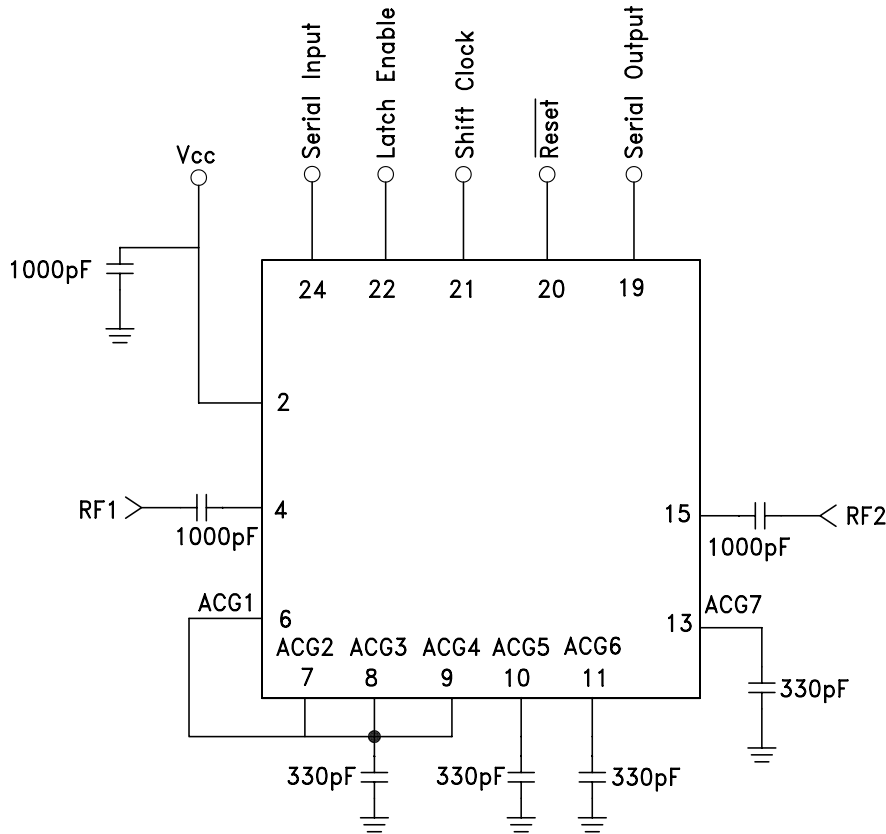 Serial Input
Latch Enable
Shift Clock
Reset
Serial Output
Vcc
1000pF
24
22
21
20
19
2
RF1
1000pF
4
15
1000pF
RF2
ACG1
6
ACG7
13
ACG2
ACG3
ACG4
ACG5
ACG6
7
8
9
10
11
330pF
330pF
330pF
330pF